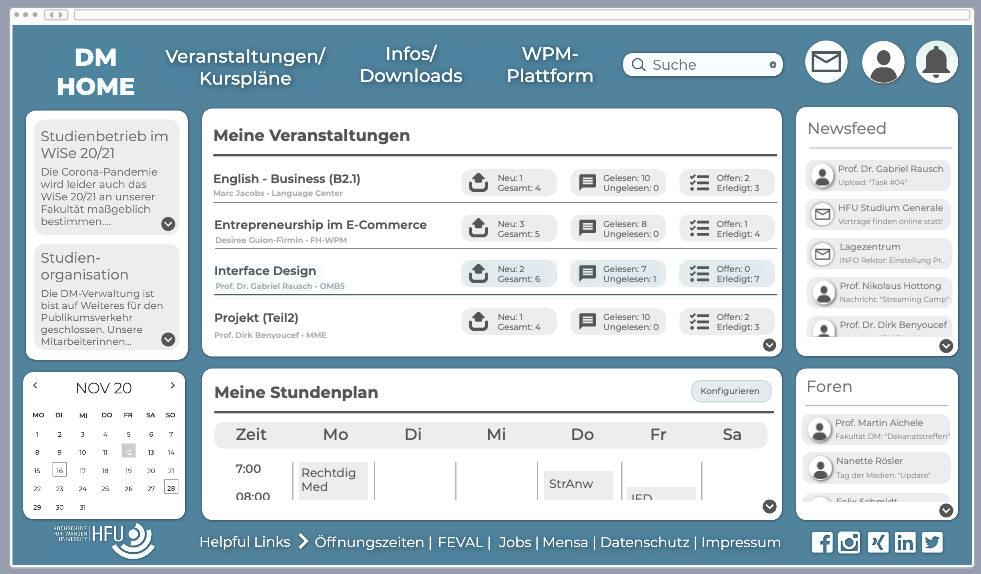 DM
HOME
Veranstaltungen/
Kurspläne
Infos/
Downloads
WPM-
Plattform
Suche
Studienbetrieb im
WiSe 20/21
Die Corona-Pandemie
wird leider auch das
WiSe 20/21 an unserer
Fakultät maßgeblich
bestimmen....
Studien-
organisation
Die DM-Verwaltung ist
bist auf Weiteres für den
Publikumsverkehr
geschlossen. Unsere
Mitarbeiterinnen...
Meine Veranstaltungen
English - Business (B2.1)
Marc Jacobs • Language Center
Neu: 1
Gesamt: 4
Gelesen: 10
Ungelesen: 0
Offen: 2
Erledigt: 3
Entrepreneurship im E-Commerce
Desiree Guion-Firmin • FH-WPM
Neu: 3
Gesamt: 5
Gelesen: 8
Ungelesen: 0
Offen: 1
Erledigt: 4
Interface Design
Prof. Dr. Gabriel Rausch • OMB5
Neu: 2
Gesamt: 6
Gelesen: 7
Ungelesen: 1
Offen: 0
Erledigt: 7
Projekt (Teil2)
Prof. Dirk Benyoucef • MME
Neu: 1
Gesamt: 4
Gelesen: 10
Ungelesen: 0
Offen: 2
Erledigt: 3
Newsfeed
Prof. Dr. Gabriel Rausch
Upload: "Task #04"
HFU Studium Generale
Vorträge finden online statt!
Lagezentrum
INFO Rektor: Einstellung Pr...
Prof. Nikolaus Hottong
Nachricht: "Streaming Camp"
Prof. Dr. Dirk Benyoucef
NOV 20
MO DI MI DO FR SA SO
1 2 3 4 5 6 7
8 9 10 11 12 13 14
15 16 17 18 19 20 21
22 23 24 25 26 27 28
29 30 31
Meine Stundenplan
Konfigurieren
Zeit Mo Di Mi Do Fr Sa
7:00
Rechtdig
Med
StrAnw
08:00
IFD
Foren
Prof. Martin Aichele
Fakultät DM: "Dekanatstreffen"
Nanette Rösler
Tag der Medien: "Update"
Felix Schmidt
HOCHSCHULE
FURTWANGEN
UNIVERSITY
HFU
Helpful Links Öffnungszeiten | FEVAL | Jobs | Mensa | Datenschutz | Impressum